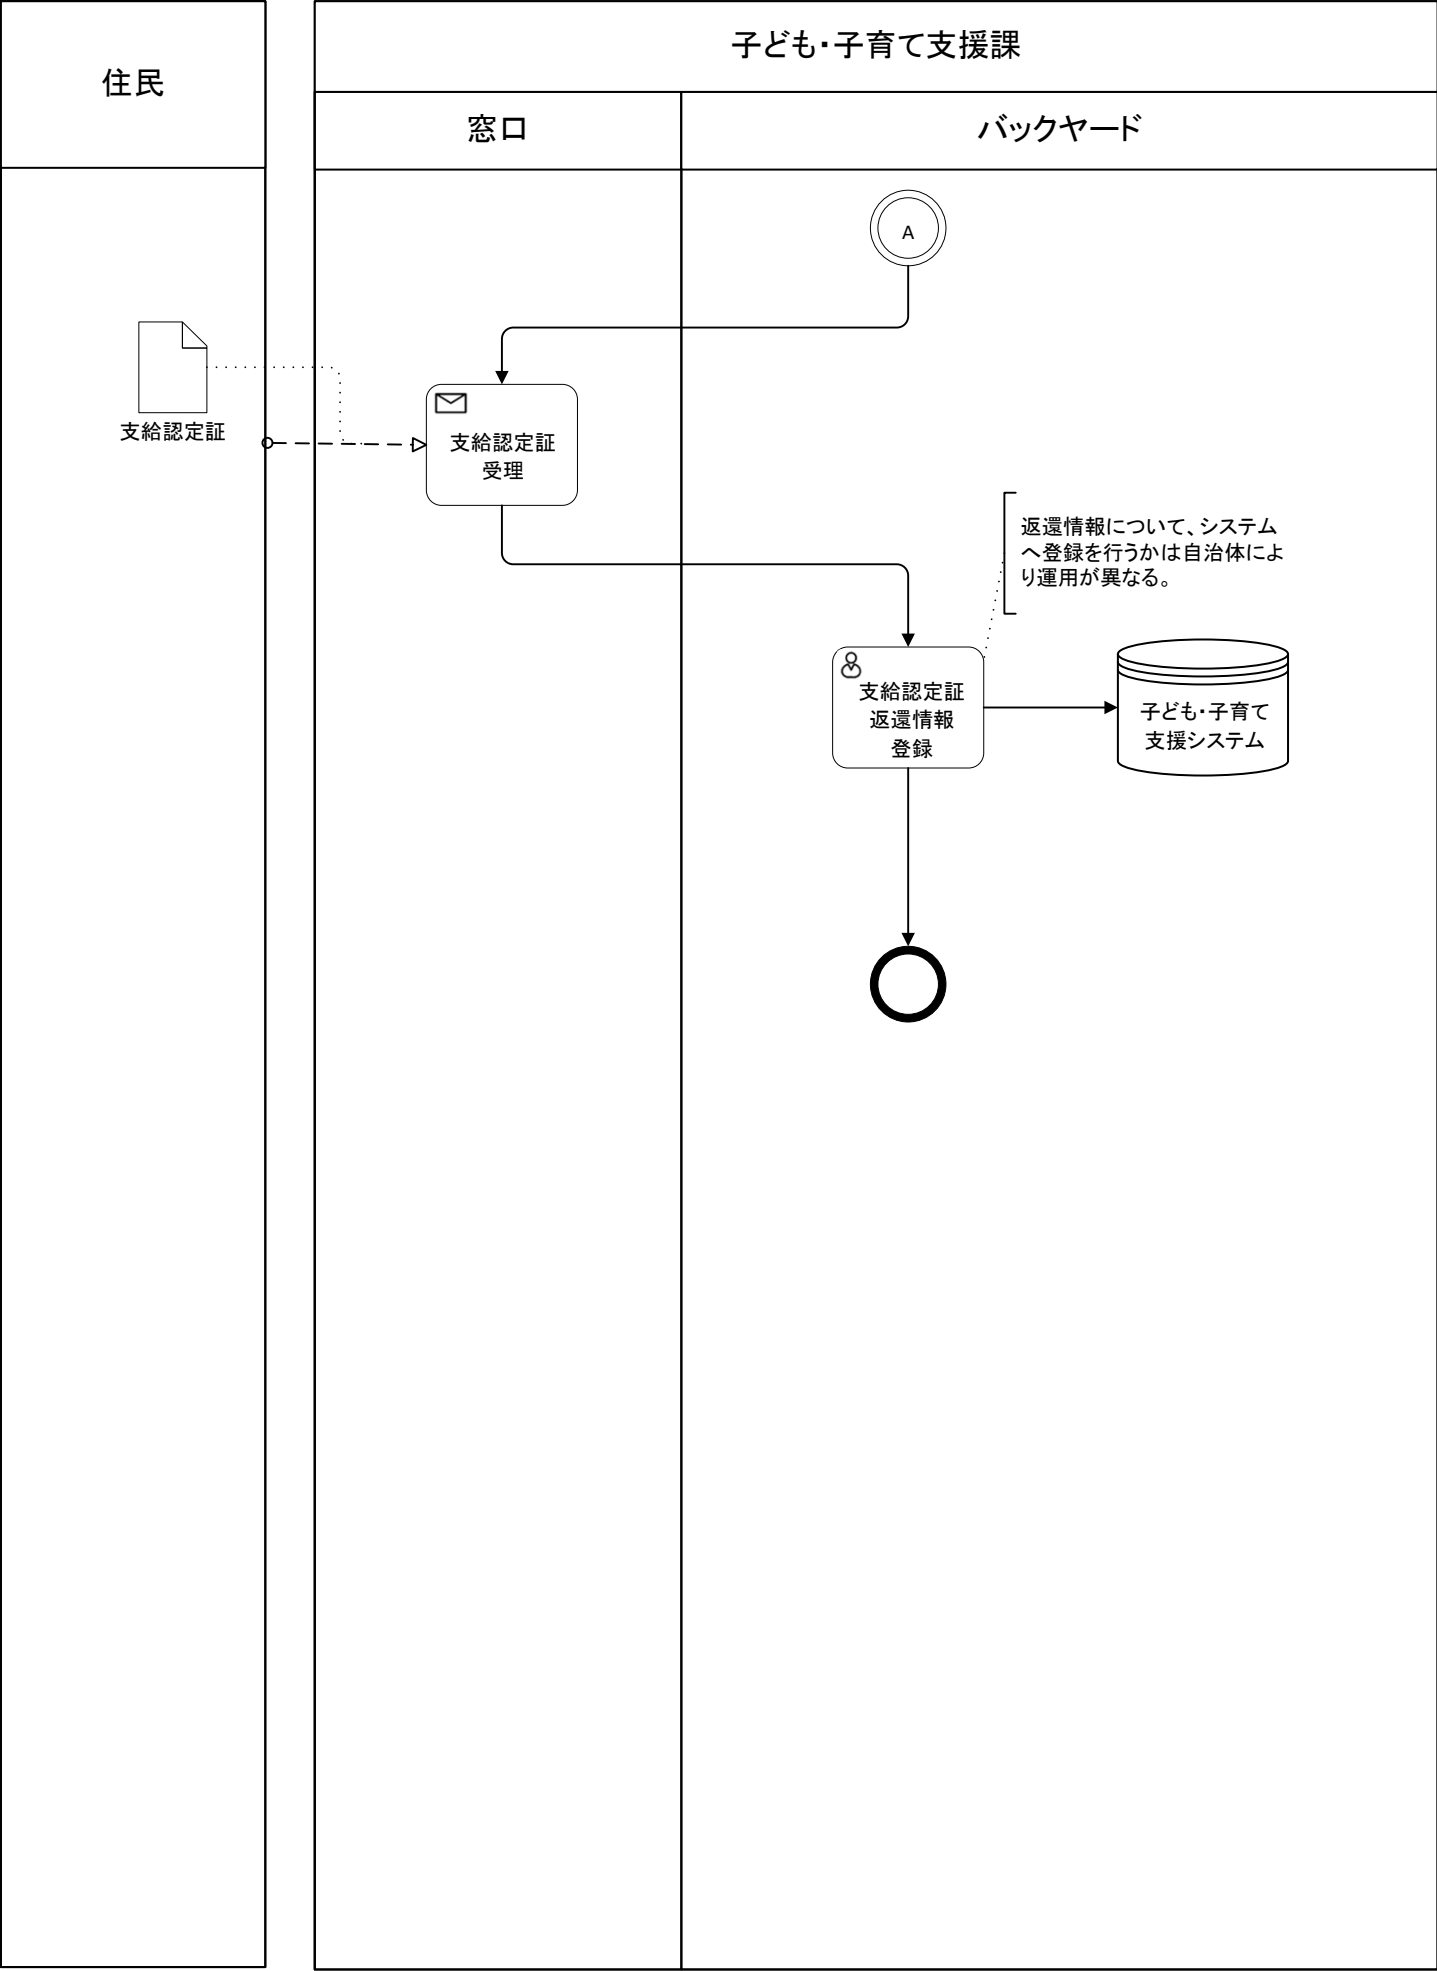 住民
子ども・子育て支援課
窓口
バックヤード
A
支給認定証
支給認定証
受理
返還情報について、システム
へ登録を行うかは自治体によ
り運用が異なる。
支給認定証
返還情報
登録
子ども・子育て
支援システム